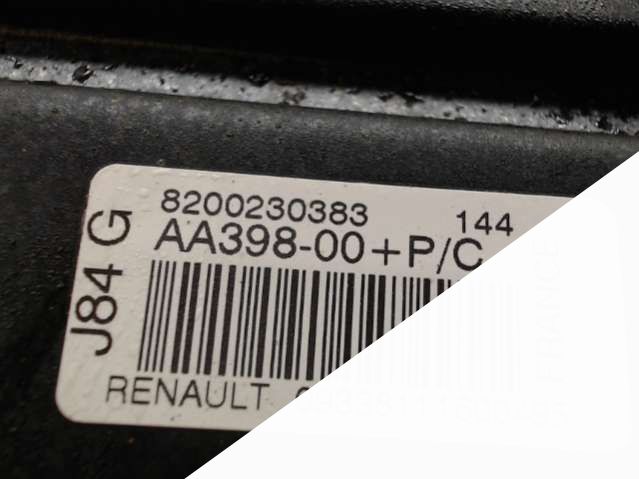 8200230383 144
AA398-00+P/C
J84 G
RENAULT